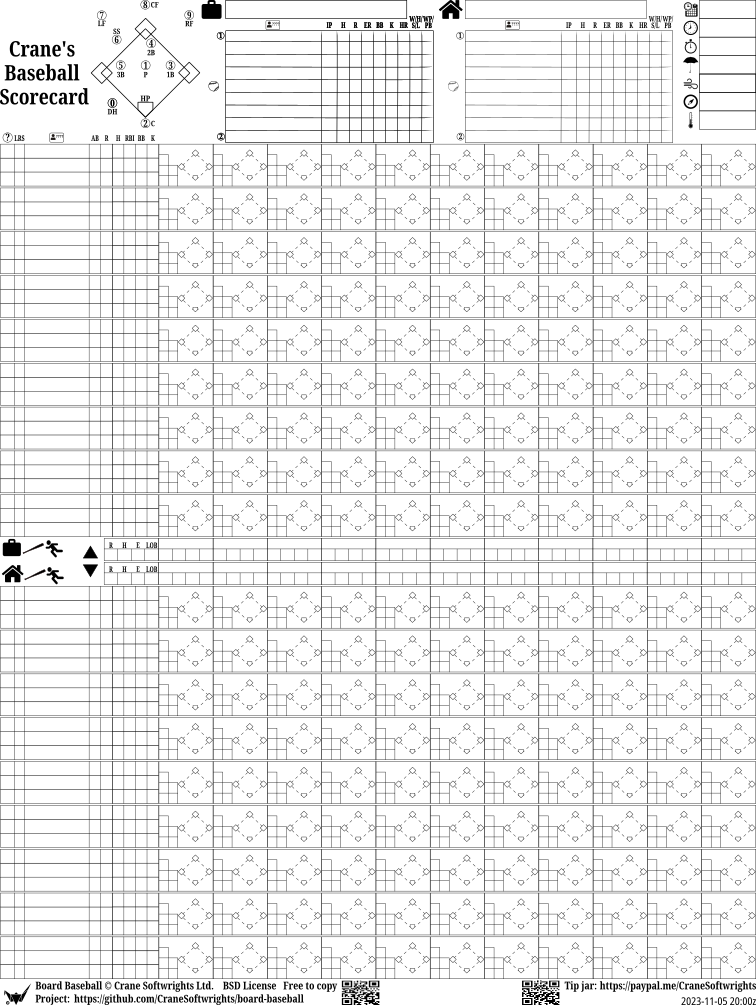 Crane's
Baseball
Scorecard
⑦
LF
⑧ CF
⑨
RF
SS
⑥
④
2B
⑤
3B
①
P
③
1B
HP
⓪
DH
② C
W/H/WP/
IP H R ER BB K HR S/L PB
①
②
W/H/WP/
IP H R ER BB K HR S/L PB
①
②
? LRS AB R H RBI BB K
R H E LOB
R H E LOB
Board Baseball © Crane Softwrights Ltd. BSD License Free to copy
Project: https://github.com/CraneSoftwrights/board-baseball
Tip jar: https://paypal.me/CraneSoftwright
2023-11-05 20:00